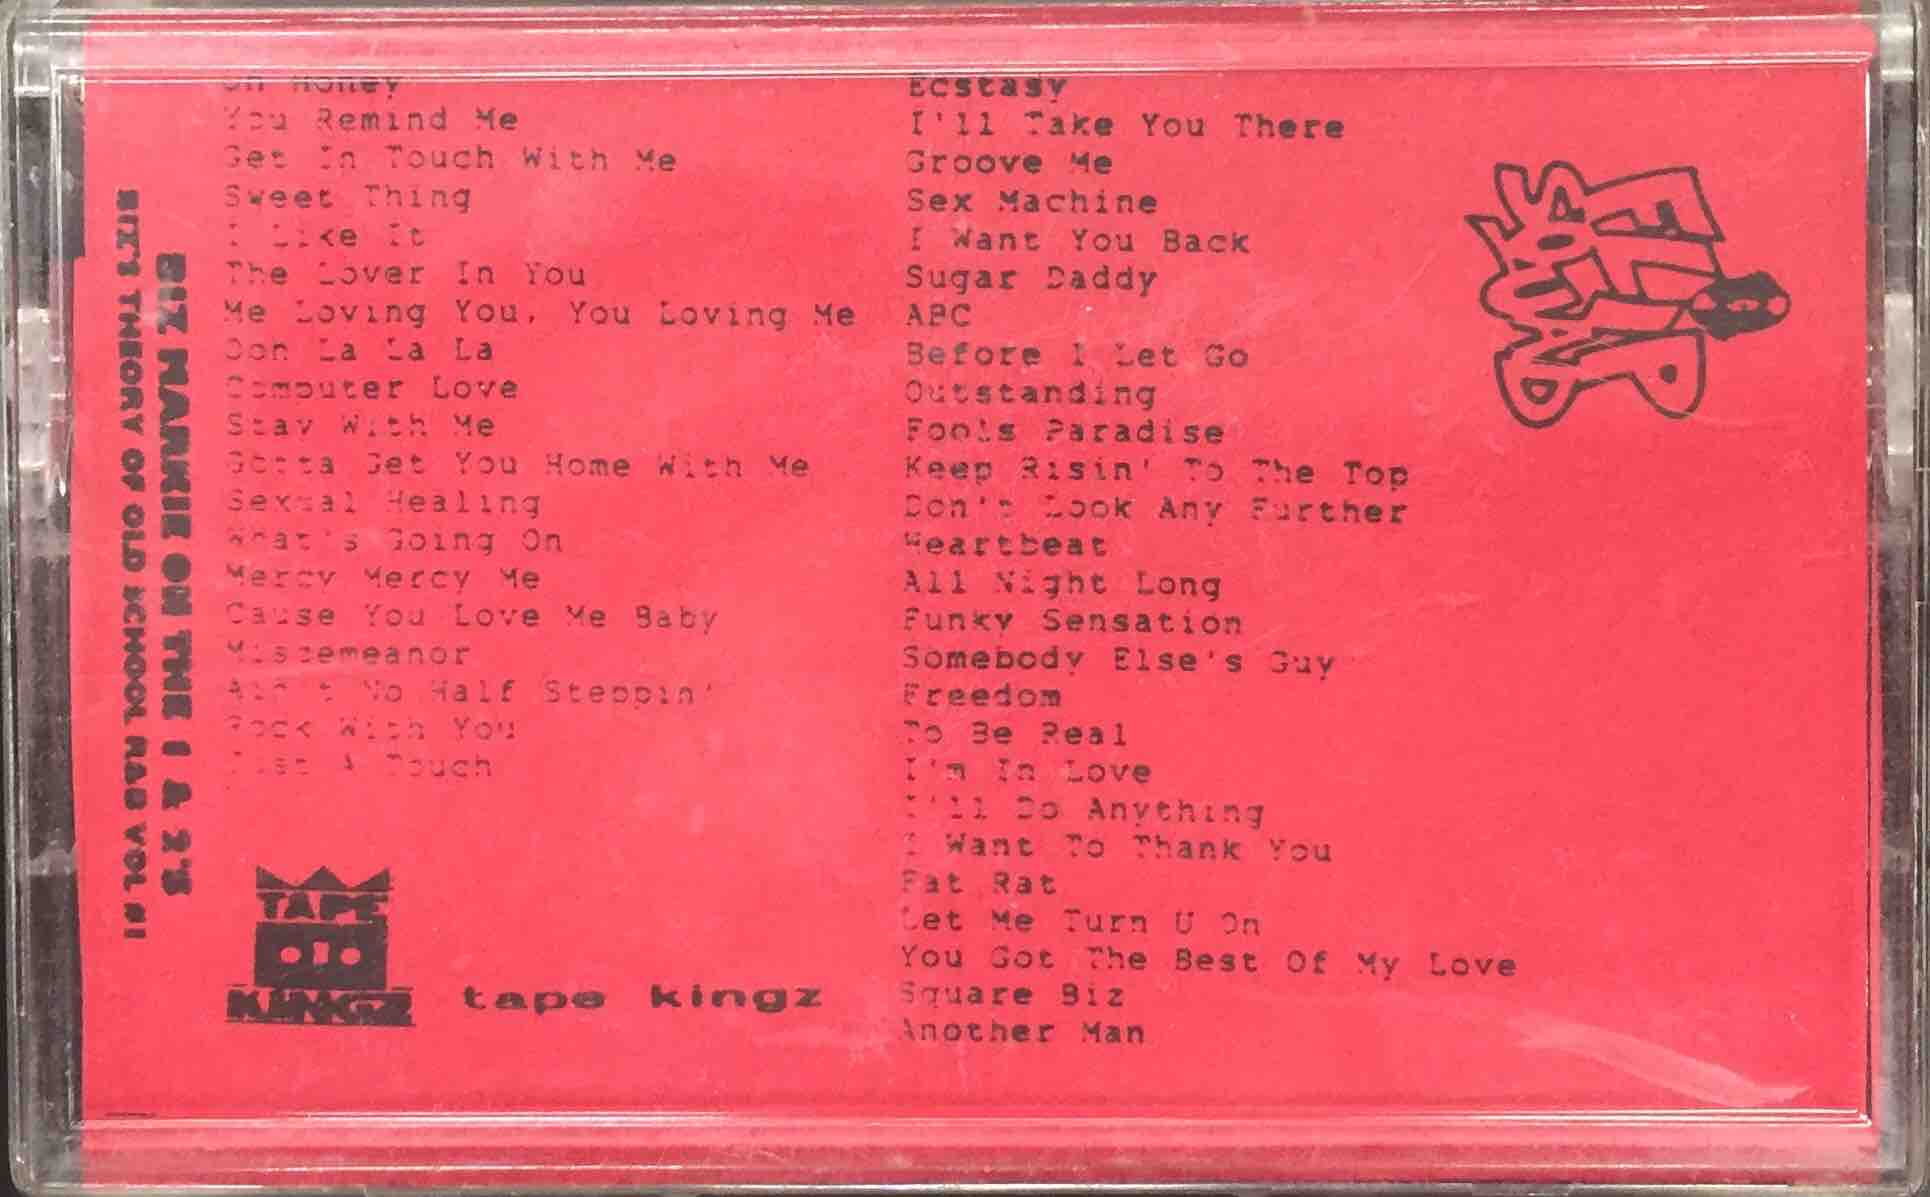 BIZ MARKIE ON THE 1 & 2'S
BIZ'S THEORY OF OLD SCHOOL R&B VOL #1
Oh Honey
You Remind Me
Get In Touch With Me
Sweet Thing
I Like It
The Lover In You
Me Loving You, You Loving Me
Ooh La La La
Computer Love
Stay With Me
Gotta Get You Home With Me
Sexual Healing
What's Going On
Mercy Mercy Me
Cause You Love Me Baby
Misdemeanor
Ain't No Half Steppin'
Rock With You
Just A Touch
TAPE
KINGZ
tape kingz
Ecstasy
I'll Take You There
Groove Me
Sex Machine
I Want You Back
Sugar Daddy
ABC
Before I Let Go
Outstanding
Fools Paradise
Keep Risin' To The Top
Don't Look Any Further
Heartbeat
All Night Long
Funky Sensation
Somebody Else's Guy
Freedom
To Be Real
I'm In Love
I'll Do Anything
I Want To Thank You
Fat Rat
Let Me Turn U On
You Got The Best Of My Love
Square Biz
Another Man
FLIP
SQUAD